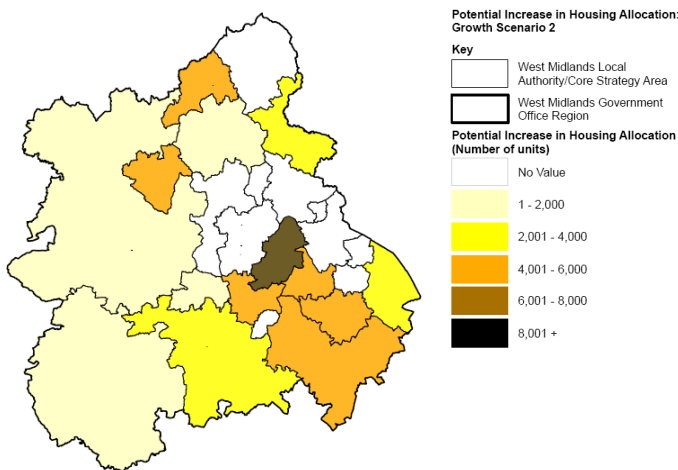 Potential Increase in Housing Allocation:
Growth Scenario 2
Key
West Midlands Local
Authority/Core Strategy Area
West Midlands Government
Office Region
Potential Increase in Housing Allocation
(Number of units)
No Value
1 - 2,000
2,001 - 4,000
4,001 - 6,000
6,001 - 8,000
8,001 +